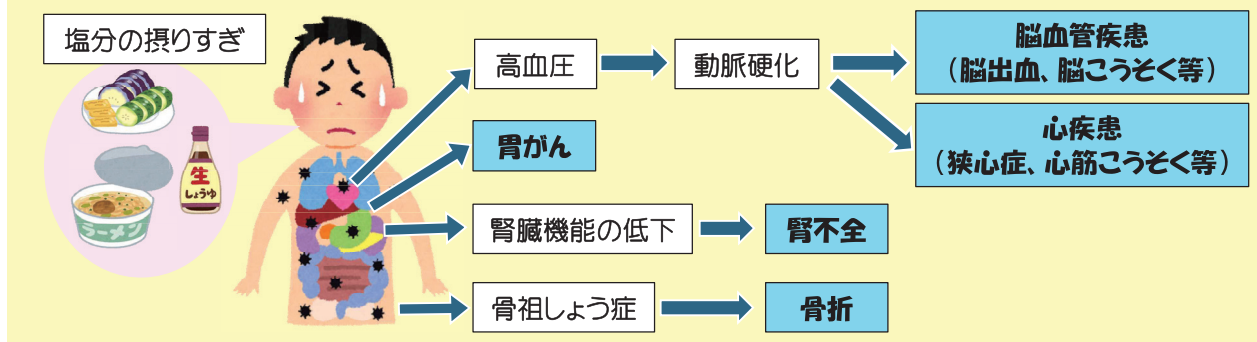 塩分の摂りすぎ
生
しょうゆ
ラーメン
高血圧
動脈硬化
脳血管疾患
（脳出血、脳こうそく等）
心疾患
（狭心症、心筋こうそく等）
胃がん
腎臓機能の低下
腎不全
骨祖しょう症
骨折